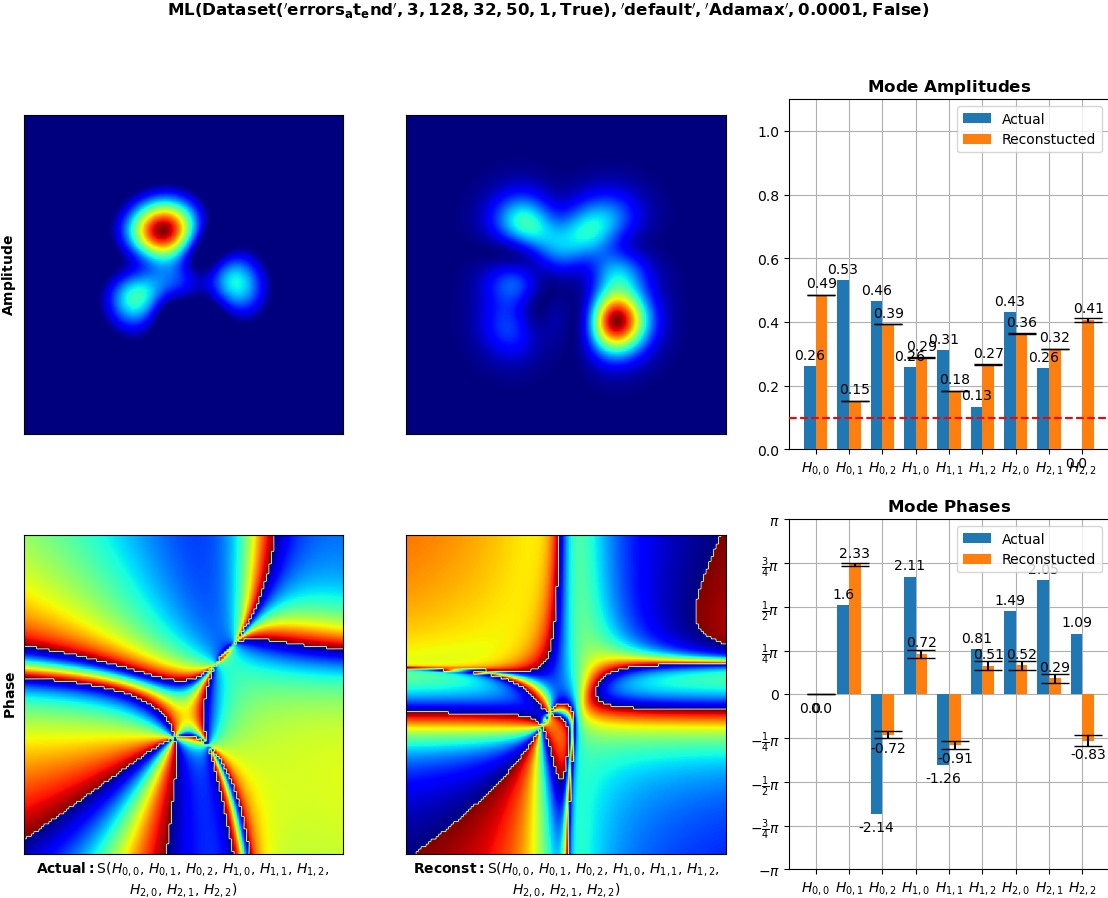 ML(Dataset('errors_at_end', 3, 128, 32, 50, 1, True), 'default', 'Adamax', 0.0001, False)
Amplitude
Mode Amplitudes
Actual
Reconstucted
1.0
0.8
0.6
0.4
0.2
0.0
0.26 0.49 0.53 0.15 0.46 0.39 0.26 0.29 0.31 0.18 0.13 0.27 0.43 0.36 0.26 0.32 0.0 0.41
H0,0 H0,1 H0,2 H1,0 H1,1 H1,2 H2,0 H2,1 H2,2
Phase
Mode Phases
Actual
Reconstucted
π
3/4π
1/2π
1/4π
0
−1/4π
−1/2π
−3/4π
−π
0.0 0.0 1.6 2.33 -2.14 -0.72 2.11 0.72 -1.26 -0.91 0.81 0.51 1.49 0.52 2.05 0.29 1.09 -0.83
H0,0 H0,1 H0,2 H1,0 H1,1 H1,2 H2,0 H2,1 H2,2
Actual: S(H0,0, H0,1, H0,2, H1,0, H1,1, H1,2,
H2,0, H2,1, H2,2)
Reconst: S(H0,0, H0,1, H0,2, H1,0, H1,1, H1,2,
H2,0, H2,1, H2,2)